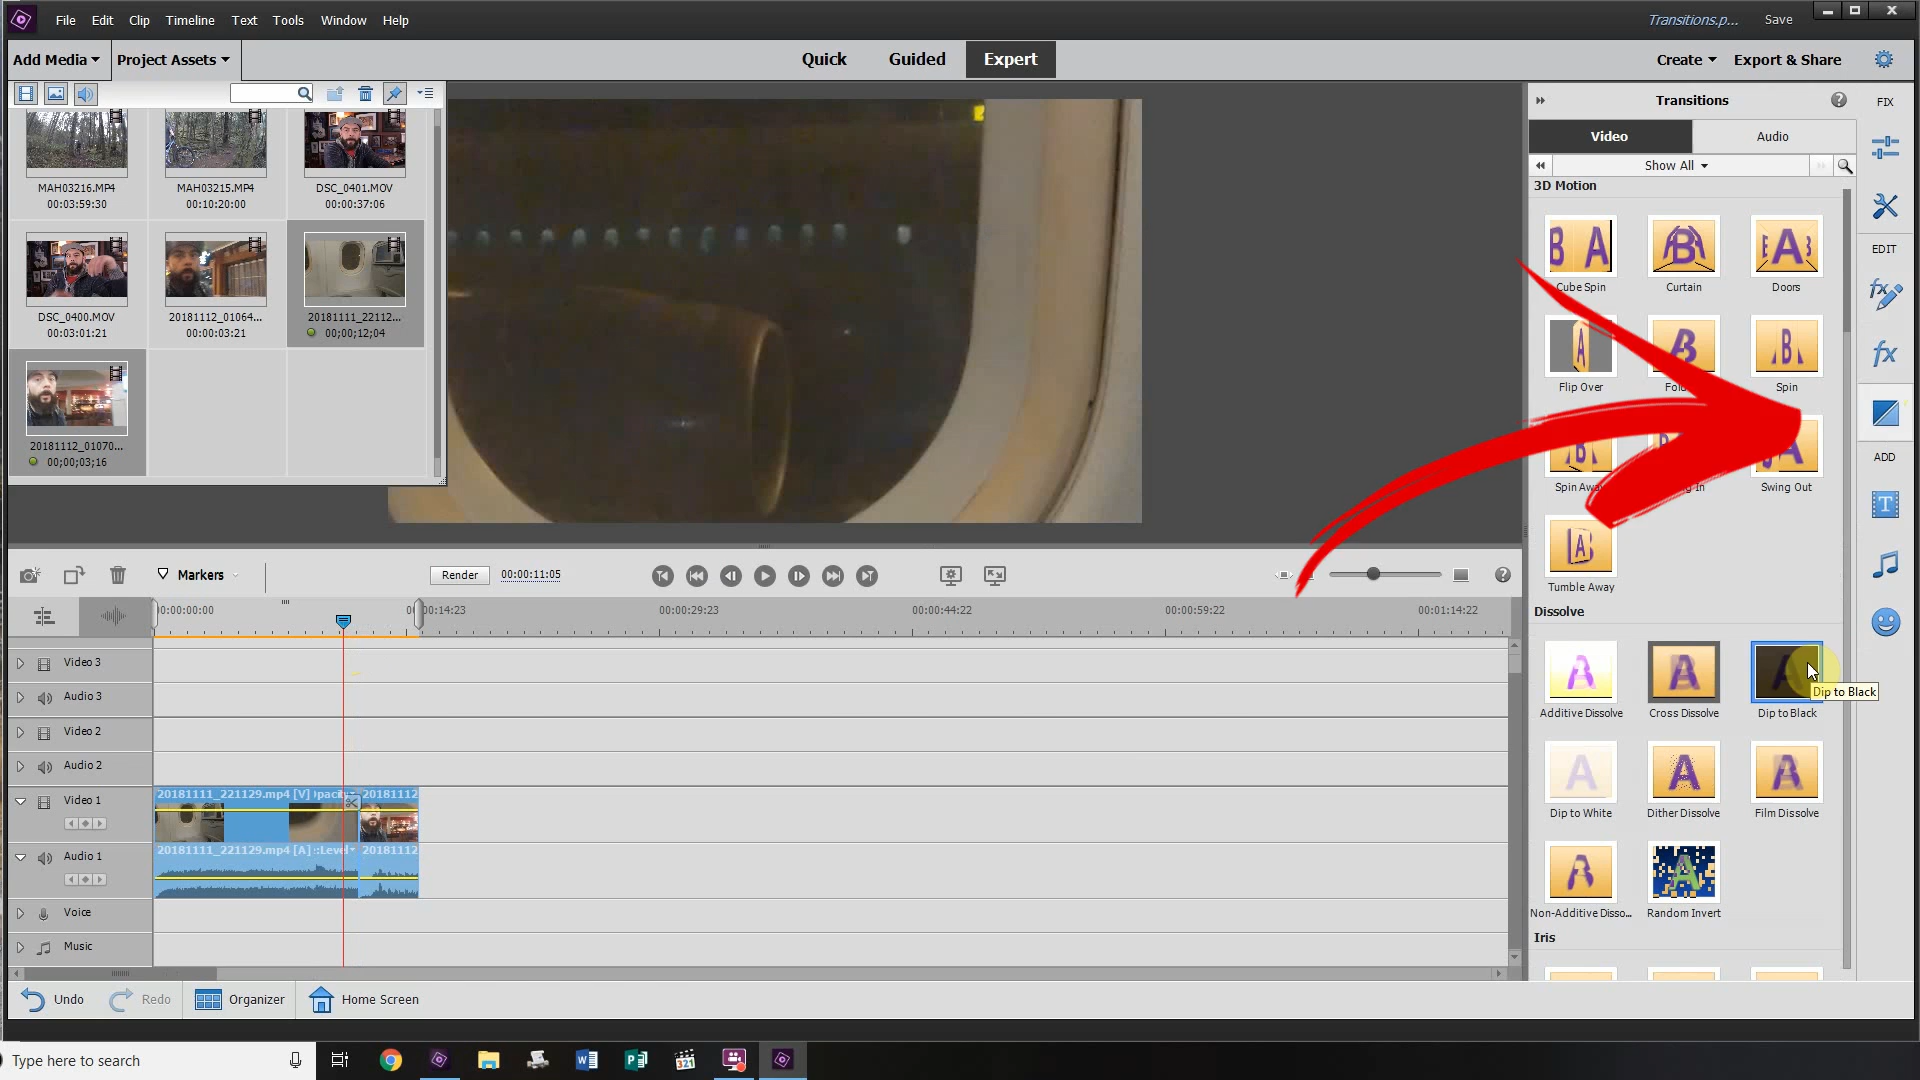 File Edit Clip Timeline Text Tools Window Help
Transitions.p... Save
Add Media Project Assets
Quick Guided Expert
Create Export & Share
MAH03216.MP4 MAH03215.MP4 DSC_0401.MOV
00:03:59:30 00:10:20:00 00:00:37:06
DSC_0400.MOV 20181112_01064... 20181111_22112...
00:03:01:21 00:00:03:21 00;00;12;04
20181112_01070...
00;00;03;16
Transitions
FIX
Video Audio
Show All
3D Motion
EDIT
Cube Spin Curtain Doors
Flip Over Spin
ADD
Swing Out
Tumble Away
Dissolve
Additive Dissolve Cross Dissolve Dip to Black
Dip to Black
Dip to White Dither Dissolve Film Dissolve
Non-Additive Disso... Random Invert
Iris
Markers
Render 00:00:11:05
00:00:00:00 14:23 00:00:29:23 00:00:44:22 00:00:59:22 00:01:14:22
Video 3
Audio 3
Video 2
Audio 2
Video 1
20181111_221129.mp4 [V] 20181112
Audio 1
20181111_221129.mp4 [A] 20181112
Voice
Music
Undo Redo Organizer Home Screen
Type here to search